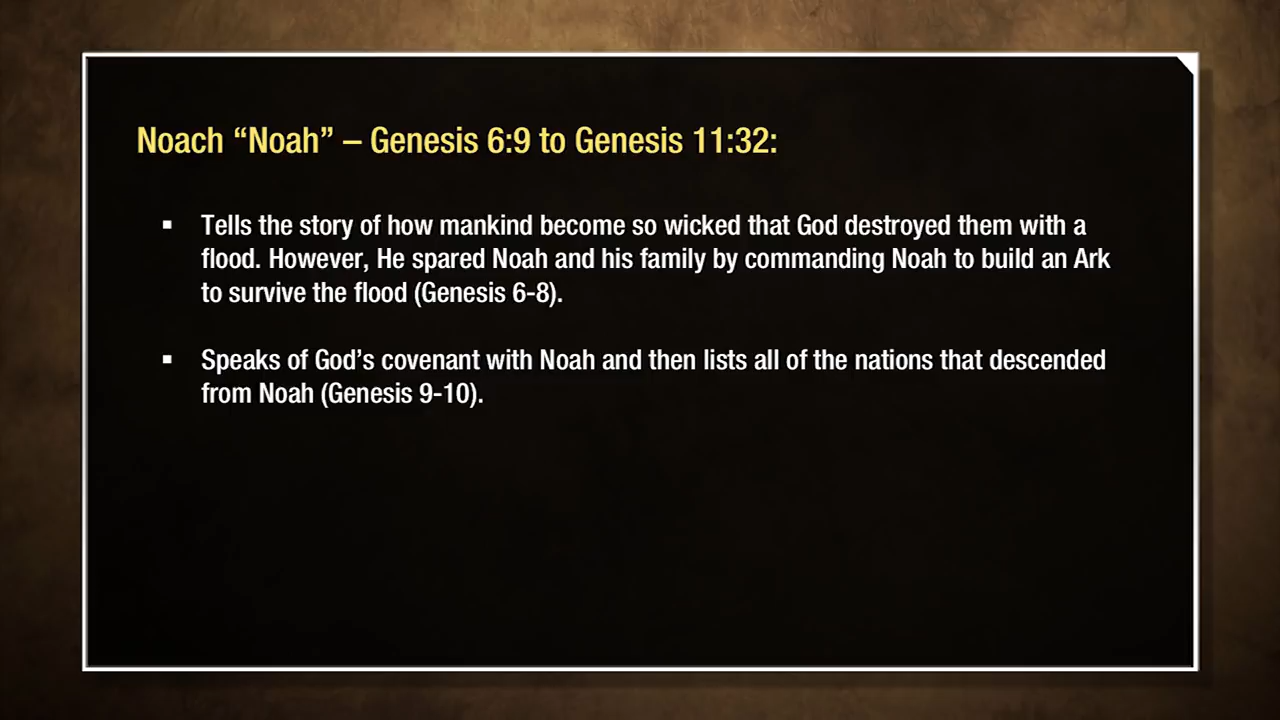 Noach “Noah” – Genesis 6:9 to Genesis 11:32:
▪ Tells the story of how mankind become so wicked that God destroyed them with a
flood. However, He spared Noah and his family by commanding Noah to build an Ark
to survive the flood (Genesis 6-8).
▪ Speaks of God’s covenant with Noah and then lists all of the nations that descended
from Noah (Genesis 9-10).